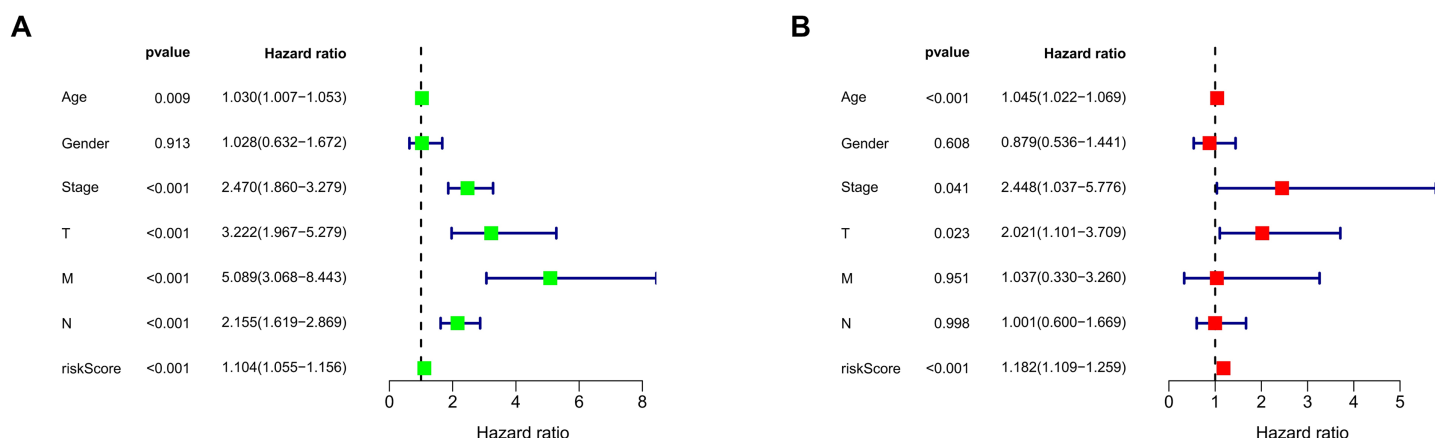 A
pvalue Hazard ratio
Age 0.009 1.030(1.007−1.053)
Gender 0.913 1.028(0.632−1.672)
Stage <0.001 2.470(1.860−3.279)
T <0.001 3.222(1.967−5.279)
M <0.001 5.089(3.068−8.443)
N <0.001 2.155(1.619−2.869)
riskScore <0.001 1.104(1.055−1.156)
0 2 4 6 8
Hazard ratio
B
pvalue Hazard ratio
Age <0.001 1.045(1.022−1.069)
Gender 0.608 0.879(0.536−1.441)
Stage 0.041 2.448(1.037−5.776)
T 0.023 2.021(1.101−3.709)
M 0.951 1.037(0.330−3.260)
N 0.998 1.001(0.600−1.669)
riskScore <0.001 1.182(1.109−1.259)
0 1 2 3 4 5
Hazard ratio